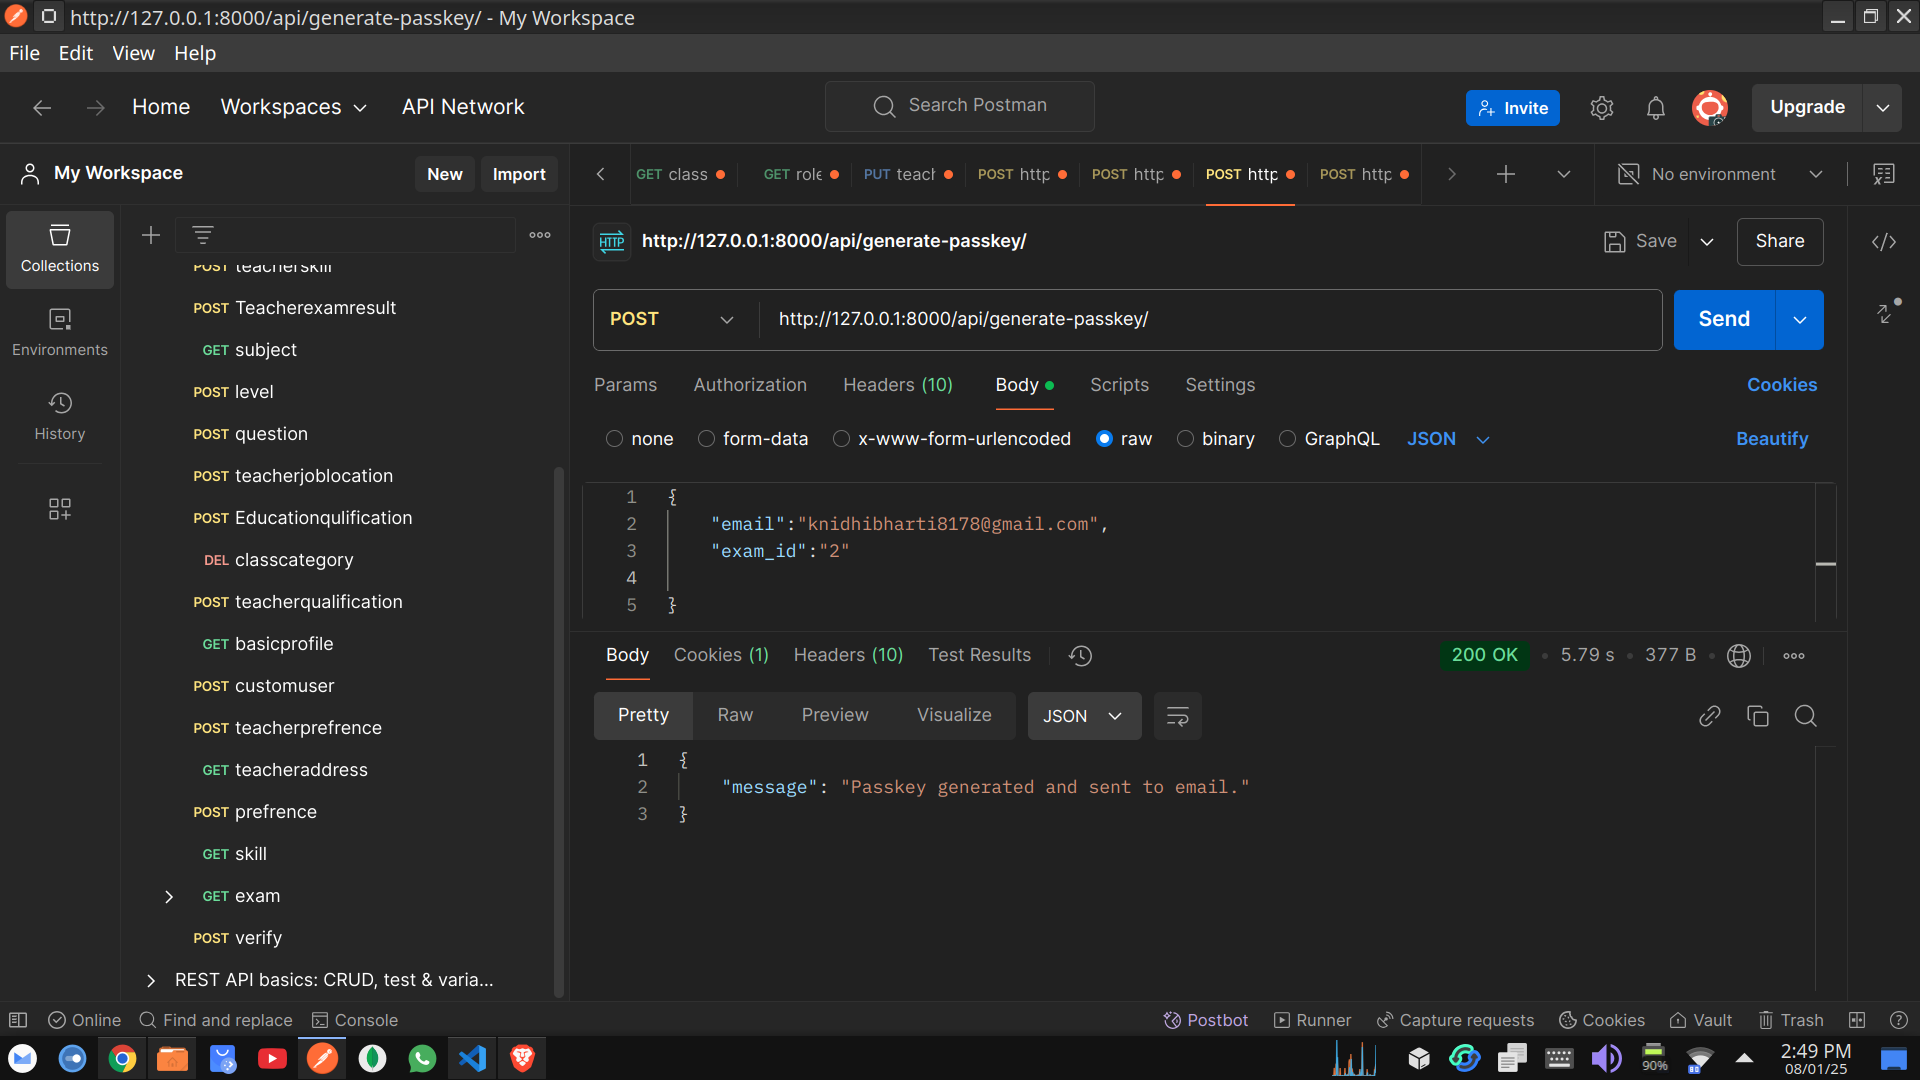 http://127.0.0.1:8000/api/generate-passkey/ - My Workspace
File Edit View Help
Home Workspaces API Network
Search Postman
Invite
Upgrade
My Workspace
New Import
GET class
GET role
PUT teach
POST http
POST http
POST http
POST http
No environment
Collections
Environments
History
POST teacherskill
POST Teacherexamresult
GET subject
POST level
POST question
POST teacherjoblocation
POST Educationqulification
DEL classcategory
POST teacherqualification
GET basicprofile
POST customuser
POST teacherprefrence
GET teacheraddress
POST prefrence
GET skill
GET exam
POST verify
REST API basics: CRUD, test & varia...
HTTP http://127.0.0.1:8000/api/generate-passkey/
Save
Share
POST http://127.0.0.1:8000/api/generate-passkey/
Send
Params Authorization Headers (10) Body Scripts Settings
Cookies
none form-data x-www-form-urlencoded raw binary GraphQL JSON
Beautify
1 {
2 "email":"knidhibharti8178@gmail.com",
3 "exam_id":"2"
4
5 }
Body Cookies (1) Headers (10) Test Results
200 OK • 5.79 s • 377 B
Pretty Raw Preview Visualize JSON
1 {
2 "message": "Passkey generated and sent to email."
3 }
Online Find and replace Console
Postbot Runner Capture requests Cookies Vault Trash
90%
2:49 PM
08/01/25